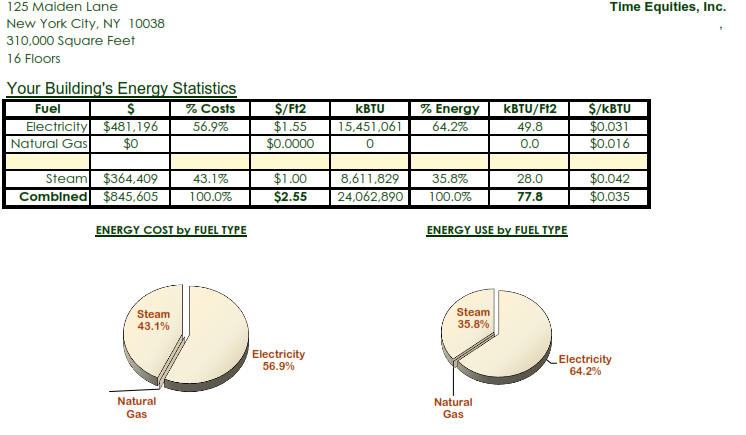 125 Maiden Lane
Time Equities, Inc.
New York City, NY 10038
,
310,000 Square Feet
16 Floors
Your Building's Energy Statistics
Fuel $ % Costs $/Ft2 kBTU % Energy kBTU/Ft2 $/kBTU
Electricity $481,196 56.9% $1.55 15,451,061 64.2% 49.8 $0.031
Natural Gas $0 $0.0000 0 0.0 $0.016
Steam $364,409 43.1% $1.00 8,611,829 35.8% 28.0 $0.042
Combined $845,605 100.0% $2.55 24,062,890 100.0% 77.8 $0.035
ENERGY COST by FUEL TYPE
Steam
43.1%
Electricity
56.9%
Natural
Gas
ENERGY USE by FUEL TYPE
Steam
35.8%
Electricity
64.2%
Natural
Gas